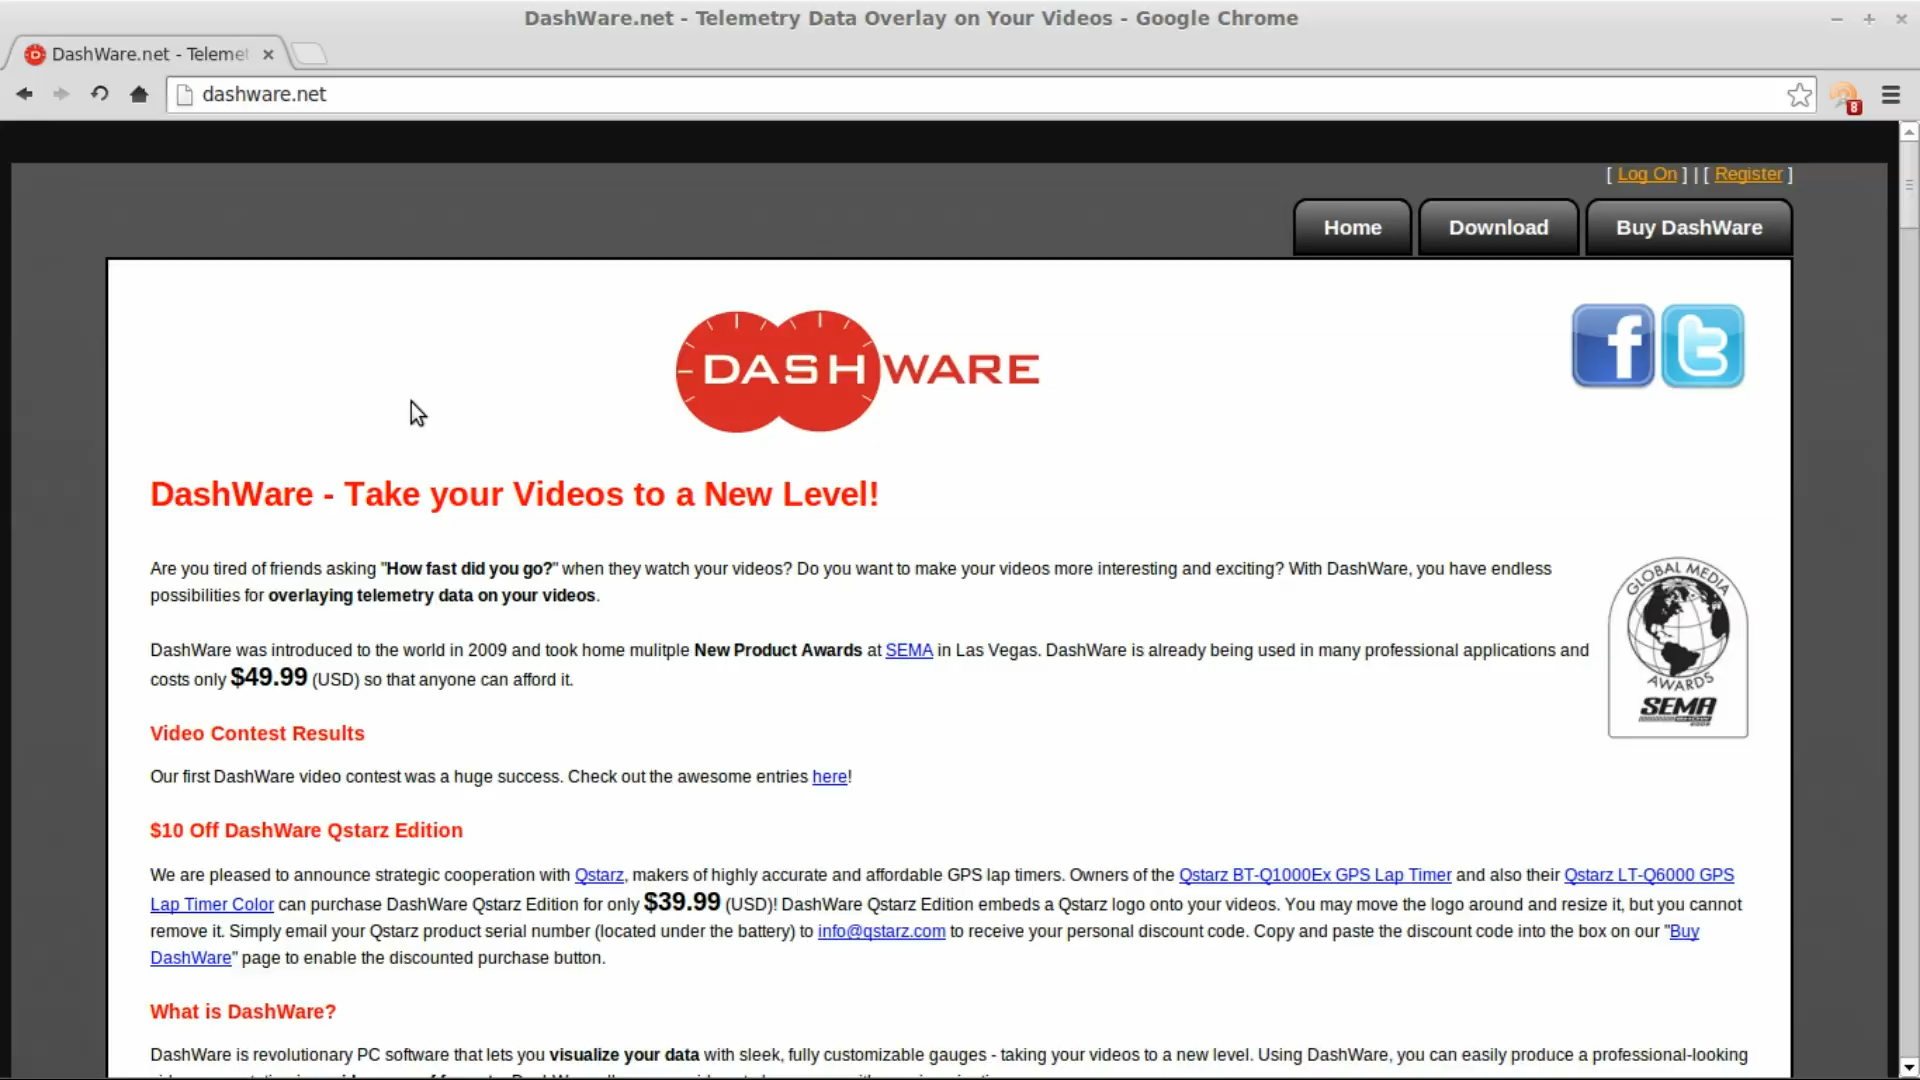 DashWare.net - Telemetry Data Overlay on Your Videos - Google Chrome
DashWare.net - Telemet
dashware.net
8
[ Log On ] | [ Register ]
Home
Download
Buy DashWare
DASHWARE
DashWare - Take your Videos to a New Level!
Are you tired of friends asking "How fast did you go?" when they watch your videos? Do you want to make your videos more interesting and exciting? With DashWare, you have endless
possibilities for overlaying telemetry data on your videos.
GLOBAL MEDIA
AWARDS
SEMA
DashWare was introduced to the world in 2009 and took home mulitple New Product Awards at SEMA in Las Vegas. DashWare is already being used in many professional applications and
costs only $49.99 (USD) so that anyone can afford it.
Video Contest Results
Our first DashWare video contest was a huge success. Check out the awesome entries here!
$10 Off DashWare Qstarz Edition
We are pleased to announce strategic cooperation with Qstarz, makers of highly accurate and affordable GPS lap timers. Owners of the Qstarz BT-Q1000Ex GPS Lap Timer and also their Qstarz LT-Q6000 GPS
Lap Timer Color can purchase DashWare Qstarz Edition for only $39.99 (USD)! DashWare Qstarz Edition embeds a Qstarz logo onto your videos. You may move the logo around and resize it, but you cannot
remove it. Simply email your Qstarz product serial number (located under the battery) to info@qstarz.com to receive your personal discount code. Copy and paste the discount code into the box on our "Buy
DashWare" page to enable the discounted purchase button.
What is DashWare?
DashWare is revolutionary PC software that lets you visualize your data with sleek, fully customizable gauges - taking your videos to a new level. Using DashWare, you can easily produce a professional-looking